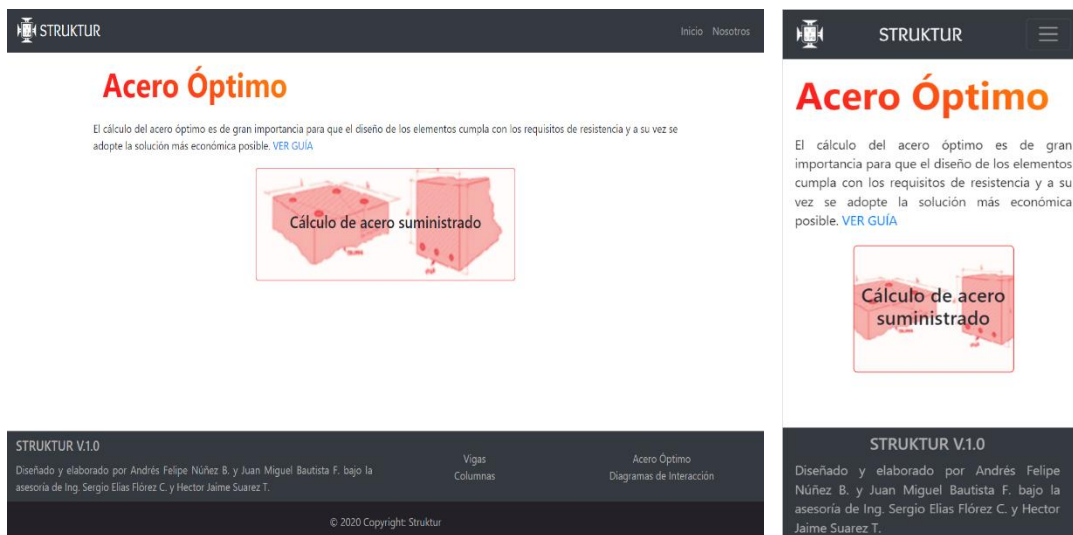 STRUKTUR
Inicio Nosotros
Acero Óptimo
El cálculo del acero óptimo es de gran importancia para que el diseño de los elementos cumpla con los requisitos de resistencia y a su vez se
adopte la solución más económica posible. VER GUÍA
Cálculo de acero suministrado
STRUKTUR V.1.0
Diseñado y elaborado por Andrés Felipe Núñez B. y Juan Miguel Bautista F. bajo la
asesoría de Ing. Sergio Elias Flórez C. y Hector Jaime Suarez T.
Vigas
Columnas
Acero Óptimo
Diagramas de Interacción
© 2020 Copyright: Struktur
STRUKTUR
Acero Óptimo
El cálculo del acero óptimo es de gran
importancia para que el diseño de los elementos
cumpla con los requisitos de resistencia y a su
vez se adopte la solución más económica
posible. VER GUÍA
Cálculo de acero
suministrado
STRUKTUR V.1.0
Diseñado y elaborado por Andrés Felipe
Núñez B. y Juan Miguel Bautista F. bajo la
asesoría de Ing. Sergio Elias Flórez C. y Hector
Jaime Suarez T.